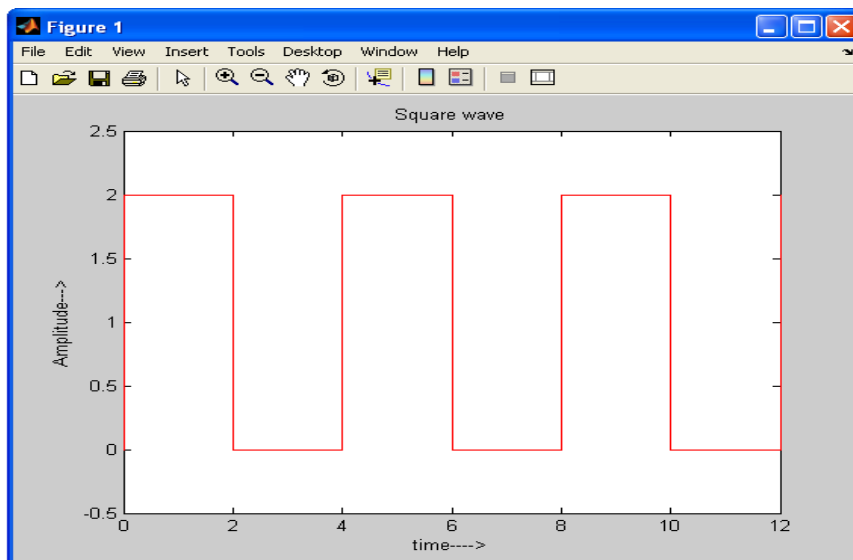 Figure 1
File Edit View Insert Tools Desktop Window Help
Square wave
2.5
2
1.5
1
0.5
0
-0.5
Amplitude--->
0 2 4 6 8 10 12
time---->